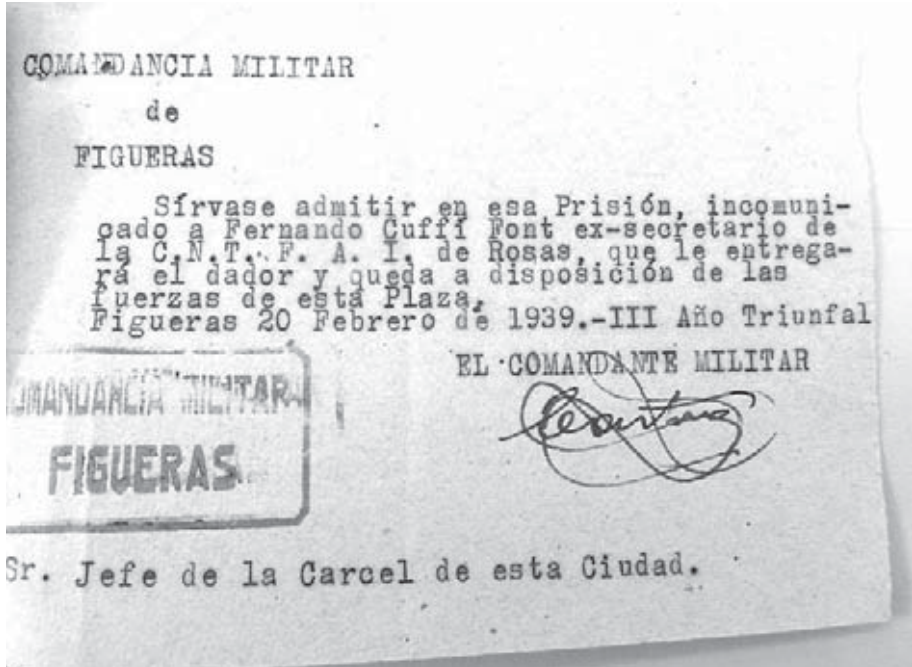 COMANDANCIA MILITAR
de
FIGUERAS
Sírvase admitir en esa Prisión, incomuni-
cado a Fernando Cuffí Font ex-secretario de
la C.N.T. F. A. I. de Rosas, que le entrega-
rá el dador y queda a disposición de las
fuerzas de esta Plaza.
Figueras 20 Febrero de 1939.-III Año Triunfal
EL COMANDANTE MILITAR
COMANDANCIA MILITAR
FIGUERAS
Sr. Jefe de la Carcel de esta Ciudad.